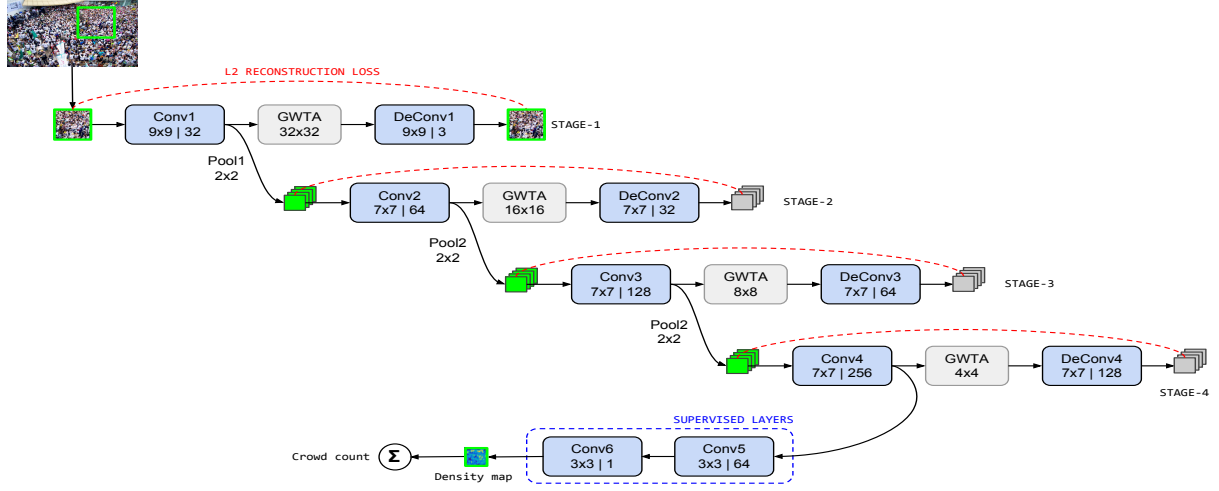 L2 RECONSTRUCTION LOSS
Conv1
9x9 | 32
GWTA
32x32
DeConv1
9x9 | 3
STAGE-1
Pool1
2x2
Conv2
7x7 | 64
GWTA
16x16
DeConv2
7x7 | 32
STAGE-2
Pool2
2x2
Conv3
7x7 | 128
GWTA
8x8
DeConv3
7x7 | 64
STAGE-3
Pool2
2x2
Conv4
7x7 | 256
GWTA
4x4
DeConv4
7x7 | 128
STAGE-4
SUPERVISED LAYERS
Conv5
3x3 | 64
Conv6
3x3 | 1
Density map
Σ
Crowd count